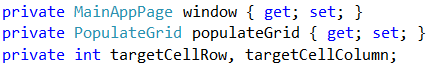 private MainAppPage window { get; set; }
private PopulateGrid populateGrid { get; set; }
private int targetCellRow, targetCellColumn;